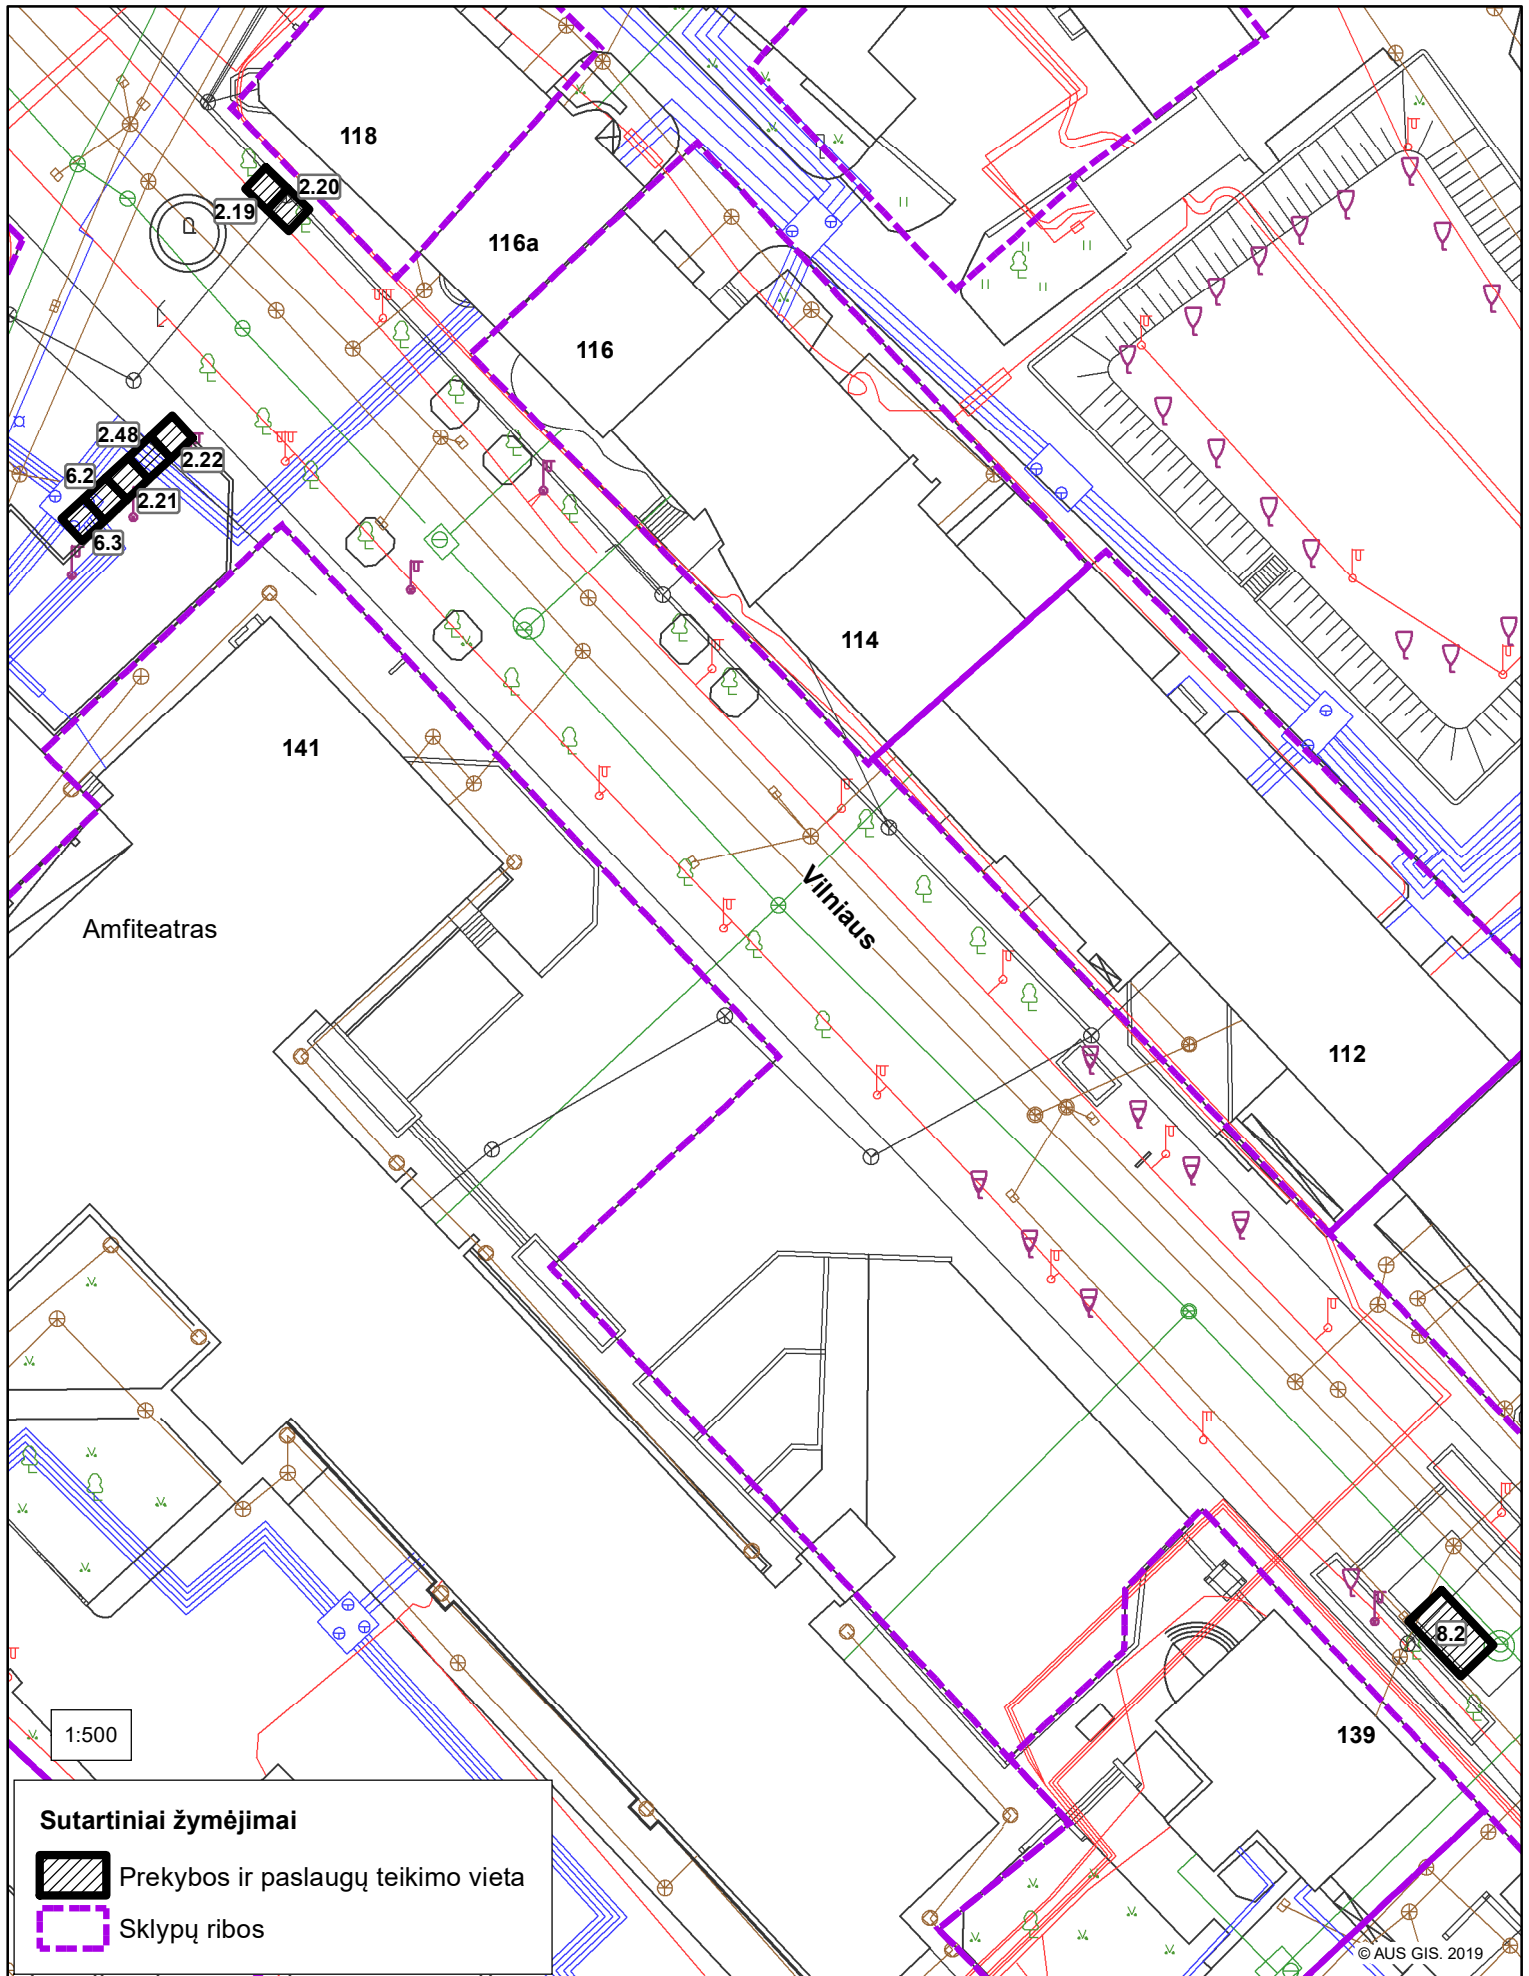 118
2.20
2.19
116a
116
2.48
2.22
6.2
2.21
6.3
114
141
Vilniaus
Amfiteatras
112
8.2
139
1:500
Sutartiniai žymėjimai
Prekybos ir paslaugų teikimo vieta
Sklypų ribos
© AUS GIS. 2019